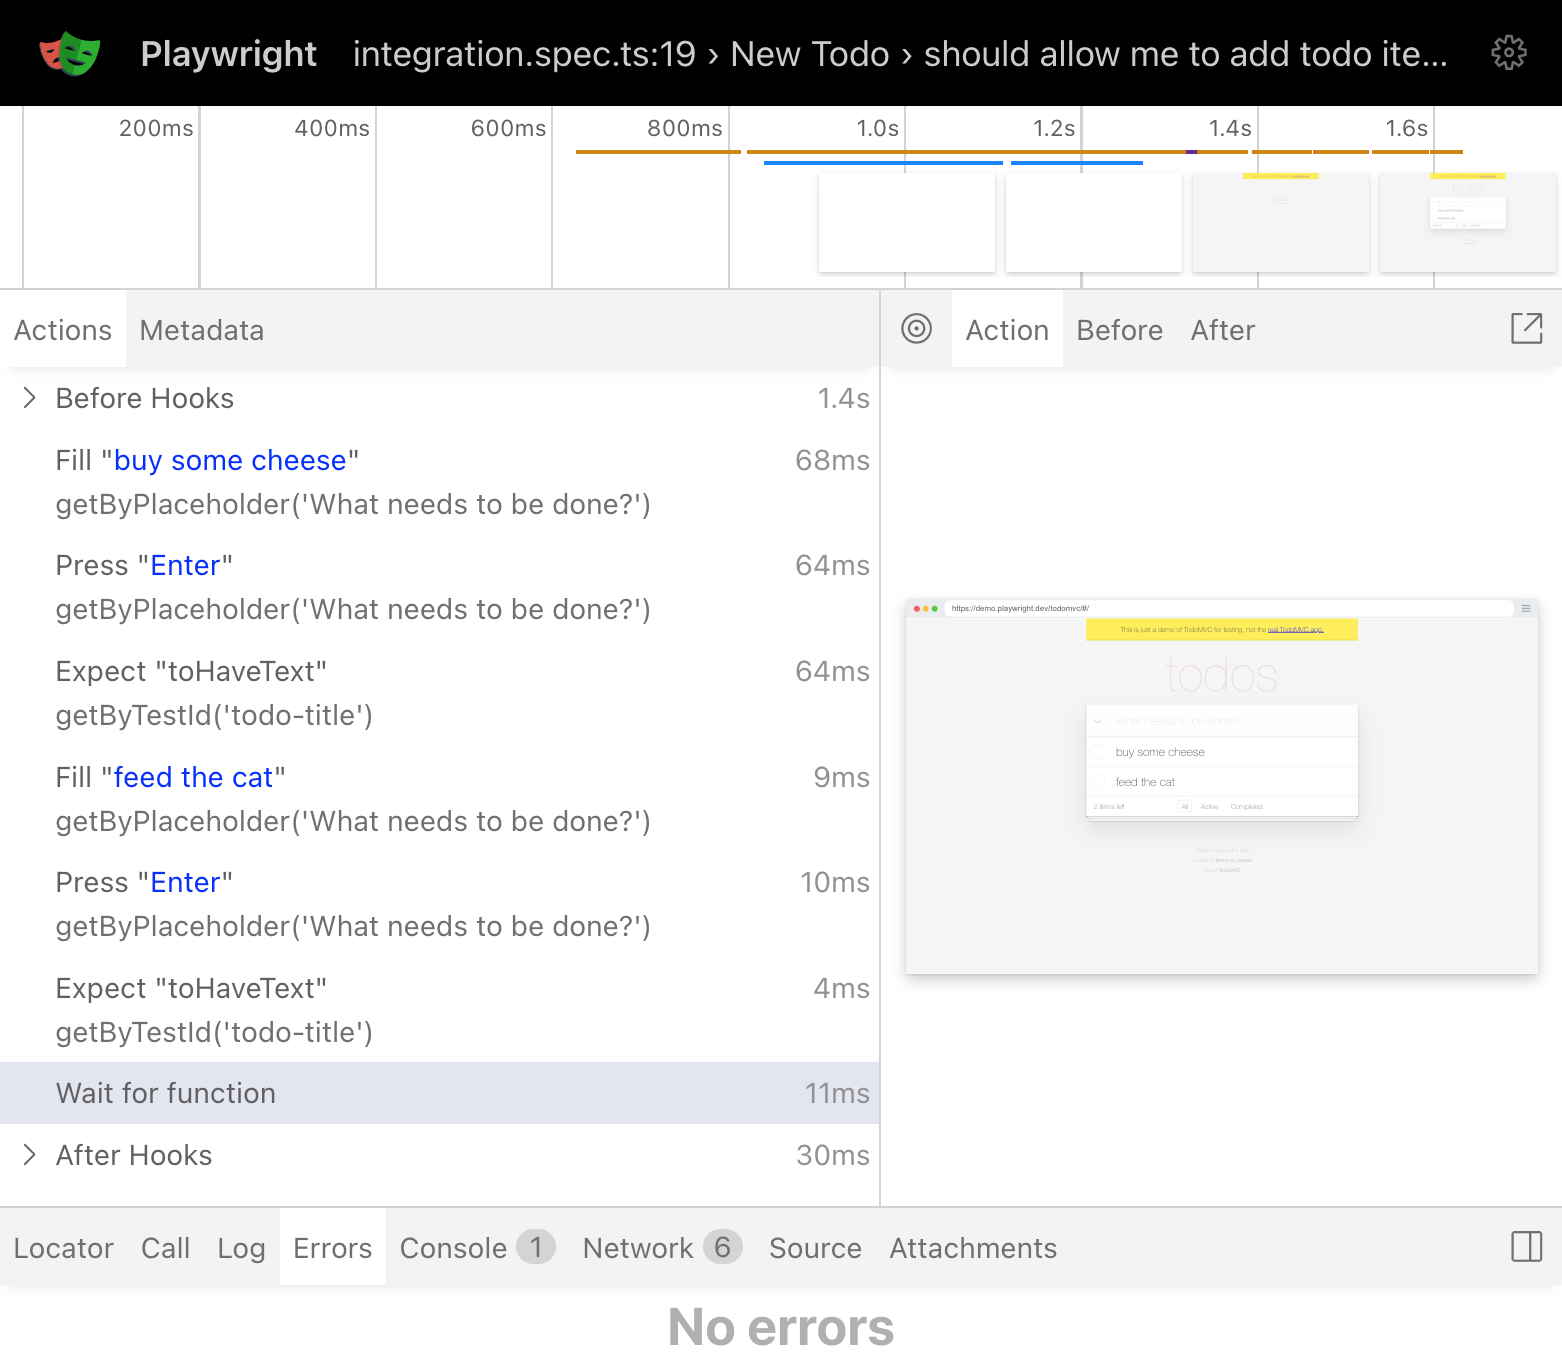 Playwright integration.spec.ts:19 › New Todo › should allow me to add todo ite...
200ms 400ms 600ms 800ms 1.0s 1.2s 1.4s 1.6s
todos
Actions Metadata
Action Before After
Before Hooks 1.4s
Fill "buy some cheese" 68ms
getByPlaceholder('What needs to be done?')
Press "Enter" 64ms
getByPlaceholder('What needs to be done?')
Expect "toHaveText" 64ms
getByTestId('todo-title')
Fill "feed the cat" 9ms
getByPlaceholder('What needs to be done?')
Press "Enter" 10ms
getByPlaceholder('What needs to be done?')
Expect "toHaveText" 4ms
getByTestId('todo-title')
Wait for function 11ms
After Hooks 30ms
https://demo.playwright.dev/todomvc/#/
This is just a demo of TodoMVC for testing, not the real TodoMVC app.
todos
What needs to be done?
buy some cheese
feed the cat
2 items left All Active Completed
Locator Call Log Errors Console 1 Network 6 Source Attachments
No errors